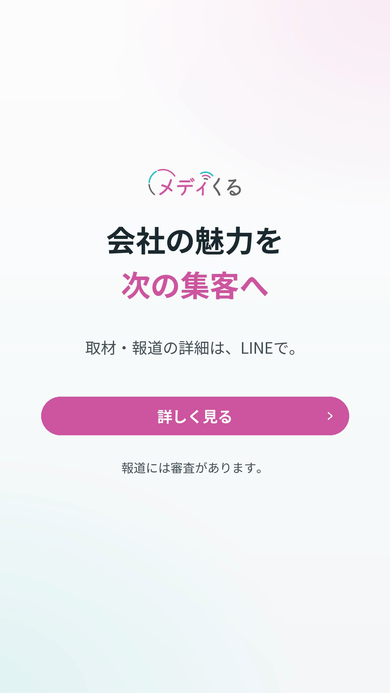 メディくる
会社の魅力を
次の集客へ
取材・報道の詳細は、LINEで。
詳しく見る
報道には審査があります。